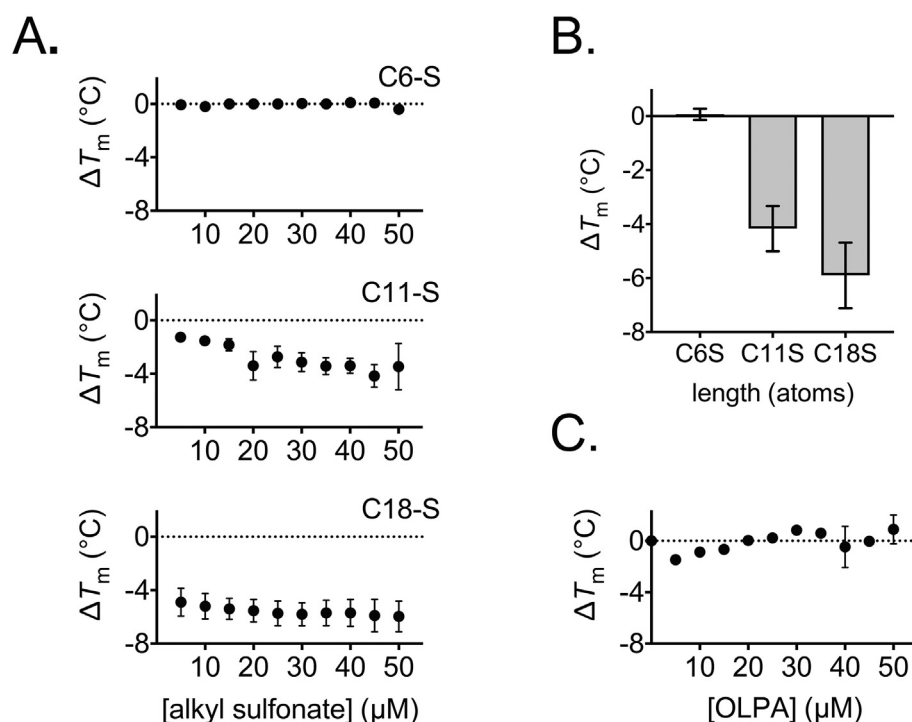 A.
C6-S
ΔTm (°C)
0
-4
-8
10 20 30 40 50
C11-S
ΔTm (°C)
0
-4
-8
10 20 30 40 50
C18-S
ΔTm (°C)
0
-4
-8
10 20 30 40 50
[alkyl sulfonate] (µM)
B.
ΔTm (°C)
0
-2
-4
-6
-8
C6S C11S C18S
length (atoms)
C.
ΔTm (°C)
0
-4
-8
10 20 30 40 50
[OLPA] (µM)